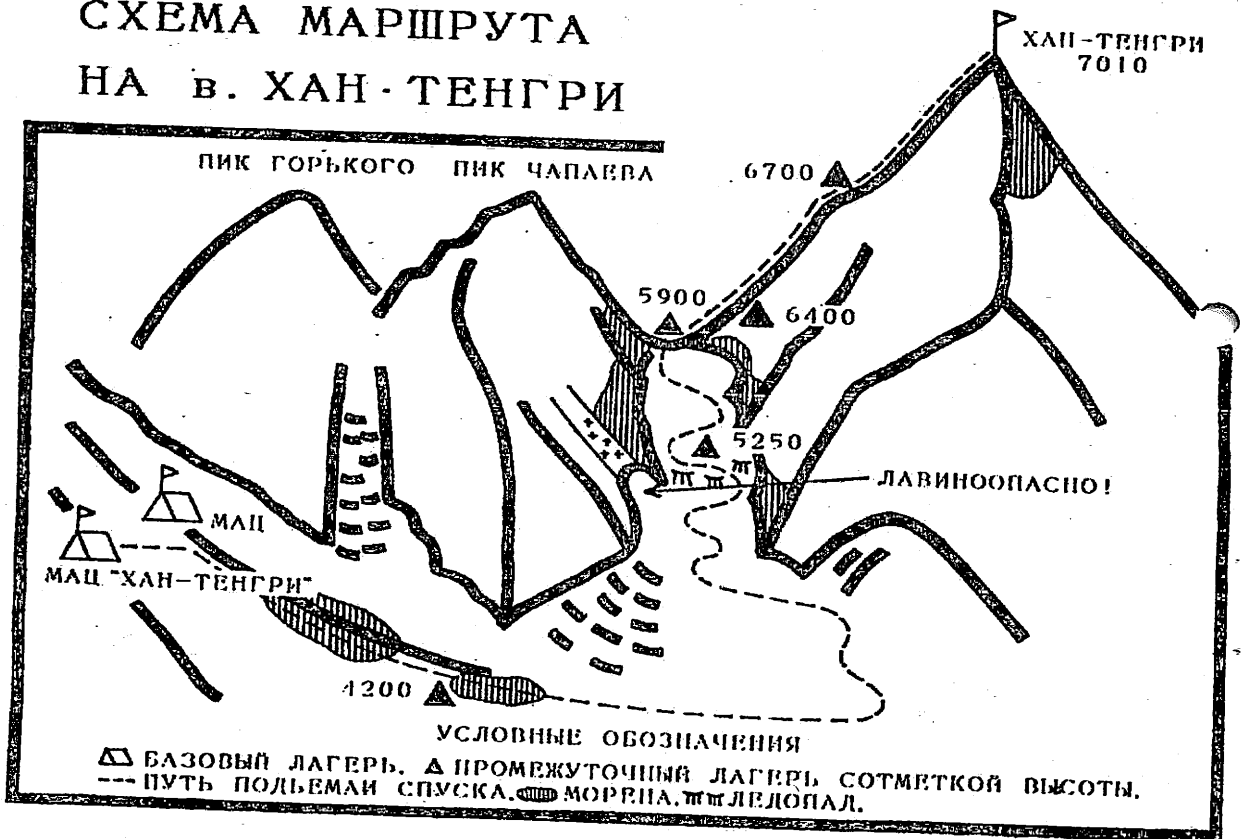 СХЕМА МАРШРУТА
НА в. ХАН-ТЕНГРИ
ХАН-ТЕНГРИ
7010
ПИК ГОРЬКОГО ПИК ЧАПАЕВА
6700
5900
6400
5250
ЛАВИНООПАСНО!
МАЦ
МАЦ "ХАН-ТЕНГРИ"
4200
УСЛОВНЫЕ ОБОЗНАЧЕНИЯ
БАЗОВЫЙ ЛАГЕРЬ. ПРОМЕЖУТОЧНЫЙ ЛАГЕРЬ СОТМЕТКОЙ ВЫСОТЫ.
ПУТЬ ПОДЬЕМАИ СПУСКА. МОРЕНА. ЛЕДОПАД.